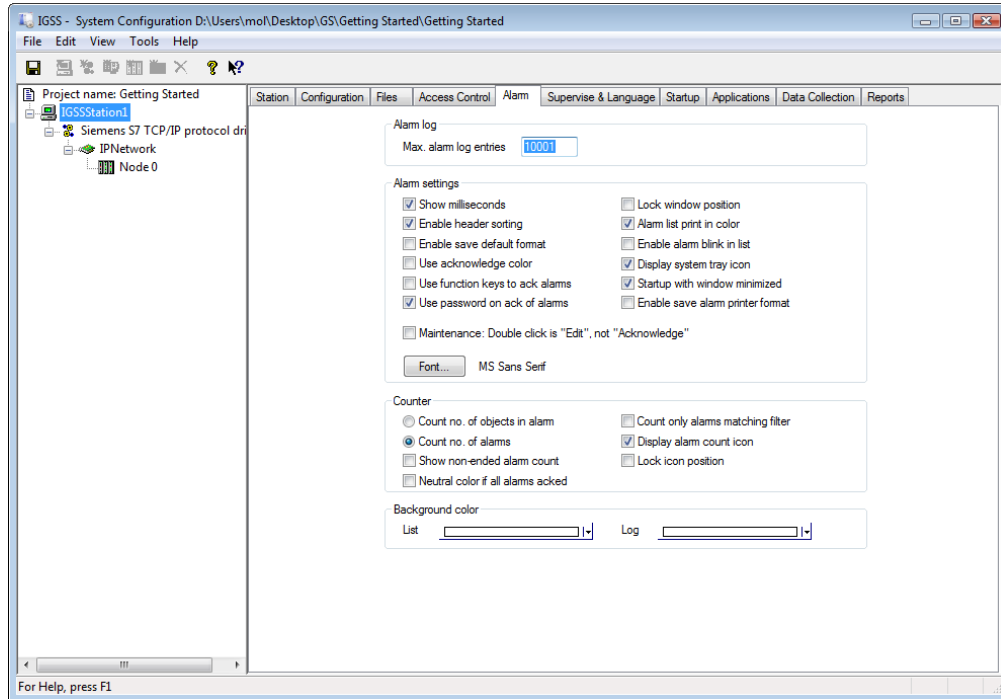 IGSS - System Configuration D:\Users\mol\Desktop\GS\Getting Started\Getting Started
File Edit View Tools Help
Project name: Getting Started
IGSSStation1
Siemens S7 TCP/IP protocol dri
IPNetwork
Node 0
Station Configuration Files Access Control Alarm Supervise & Language Startup Applications Data Collection Reports
Alarm log
Max. alarm log entries 10001
Alarm settings
Show milliseconds Lock window position
Enable header sorting Alarm list print in color
Enable save default format Enable alarm blink in list
Use acknowledge color Display system tray icon
Use function keys to ack alarms Startup with window minimized
Use password on ack of alarms Enable save alarm printer format
Maintenance: Double click is "Edit", not "Acknowledge"
Font... MS Sans Serif
Counter
Count no. of objects in alarm Count only alarms matching filter
Count no. of alarms Display alarm count icon
Show non-ended alarm count Lock icon position
Neutral color if all alarms acked
Background color
List Log
For Help, press F1